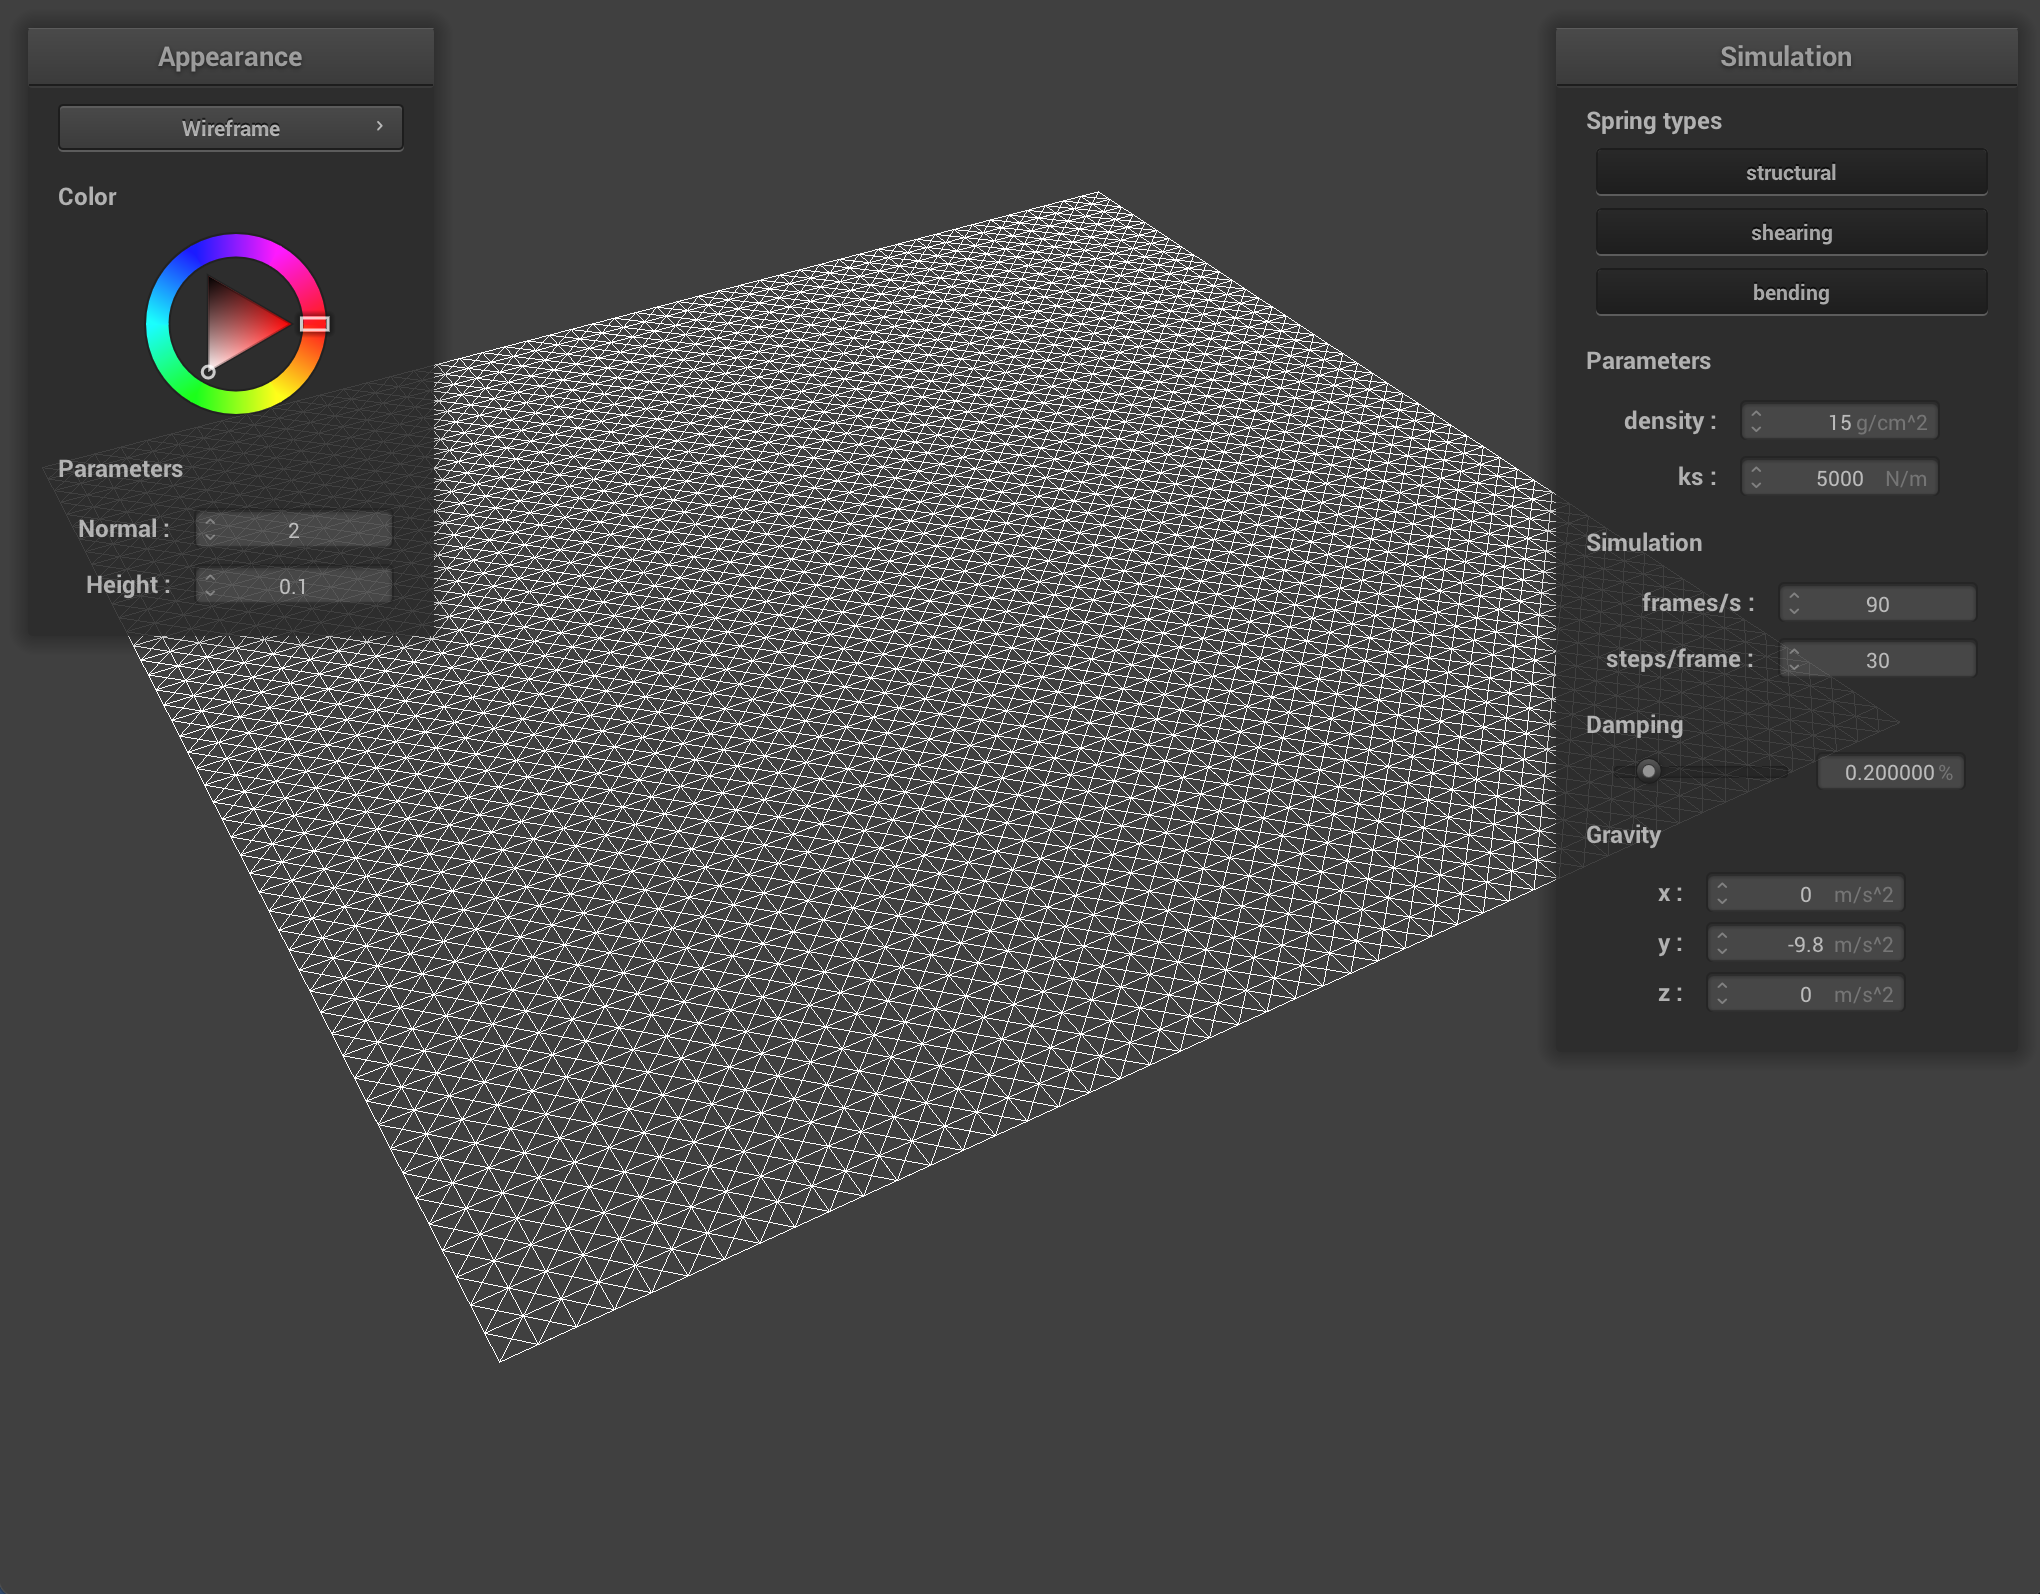 Appearance
Wireframe
Color
Parameters
Normal : 2
Height : 0.1
Simulation
Spring types
structural
shearing
bending
Parameters
density : 15 g/cm^2
ks : 5000 N/m
Simulation
frames/s : 90
steps/frame : 30
Damping
0.200000 %
Gravity
x : 0 m/s^2
y : -9.8 m/s^2
z : 0 m/s^2